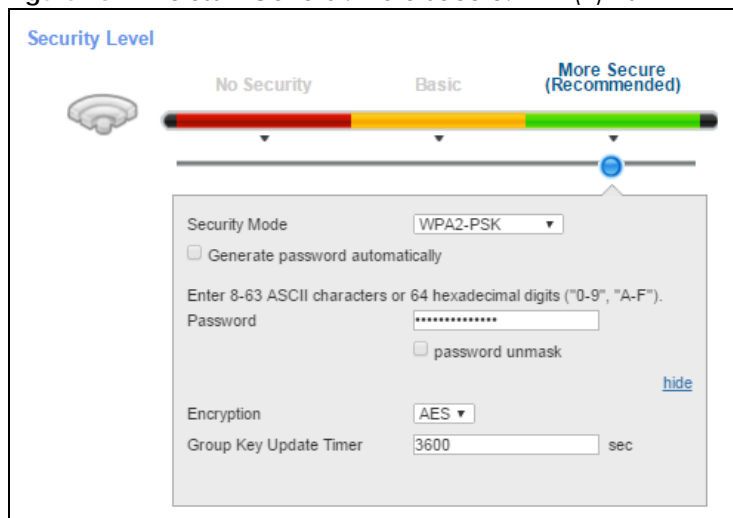 Security Level
No Security
Basic
More Secure
(Recommended)
Security Mode
WPA2-PSK
Generate password automatically
Enter 8-63 ASCII characters or 64 hexadecimal digits ("0-9", "A-F").
Password
••••••••••••••
password unmask
hide
Encryption
AES
Group Key Update Timer
3600
sec